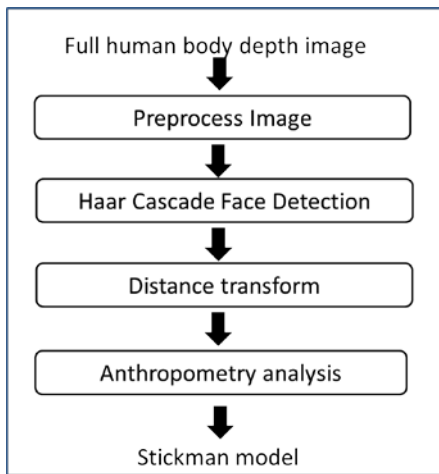 Full human body depth image
Preprocess Image
Haar Cascade Face Detection
Distance transform
Anthropometry analysis
Stickman model